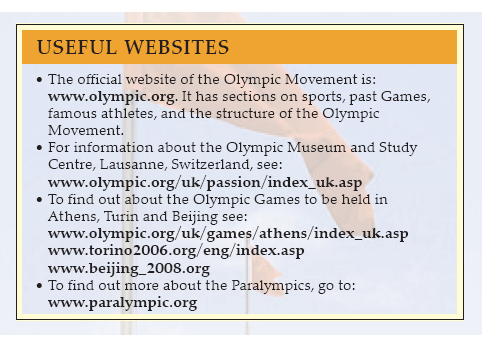 USEFUL WEBSITES
• The official website of the Olympic Movement is:
www.olympic.org. It has sections on sports, past Games,
famous athletes, and the structure of the Olympic
Movement.
• For information about the Olympic Museum and Study
Centre, Lausanne, Switzerland, see:
www.olympic.org/uk/passion/index_uk.asp
• To find out about the Olympic Games to be held in
Athens, Turin and Beijing see:
www.olympic.org/uk/games/athens/index_uk.asp
www.torino2006.org/eng/index.asp
www.beijing_2008.org
• To find out more about the Paralympics, go to:
www.paralympic.org